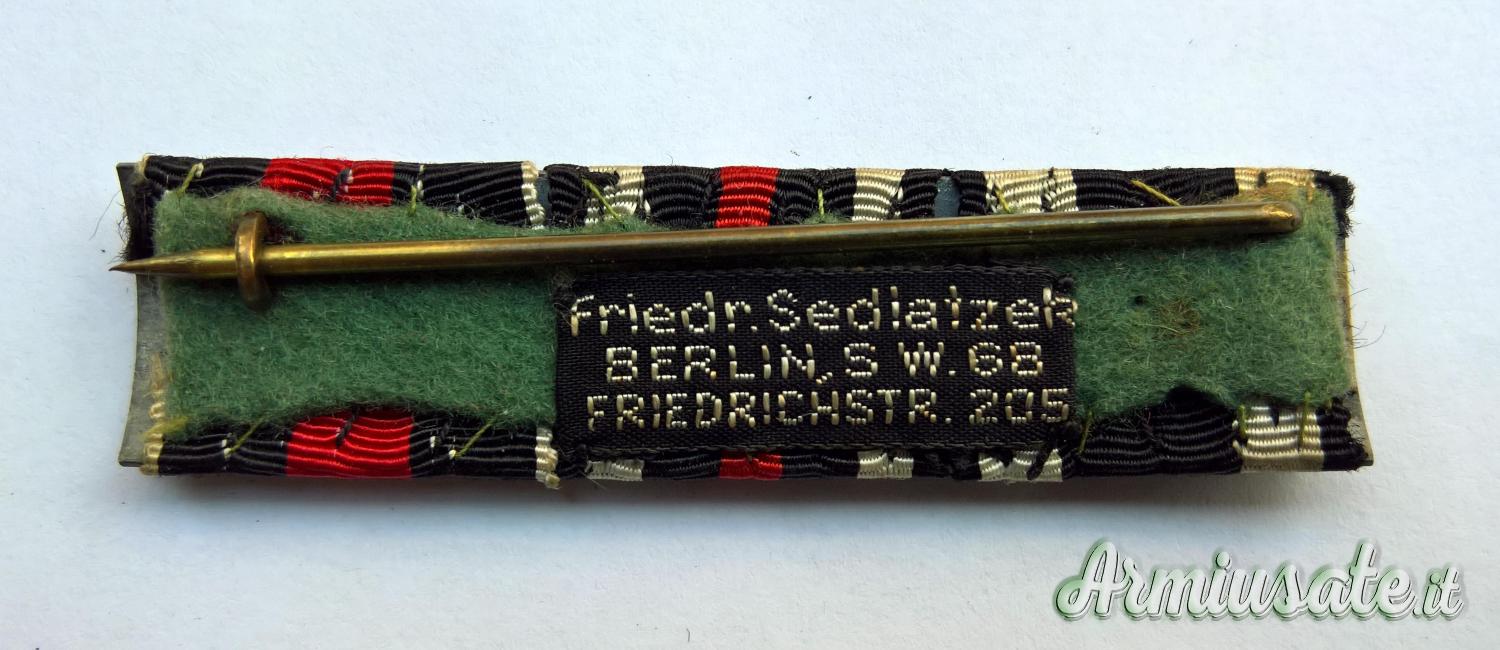 Friedr. Sedlatzek
BERLIN, S W. 68
FRIEDRICHSTR. 205
Armiusate.it